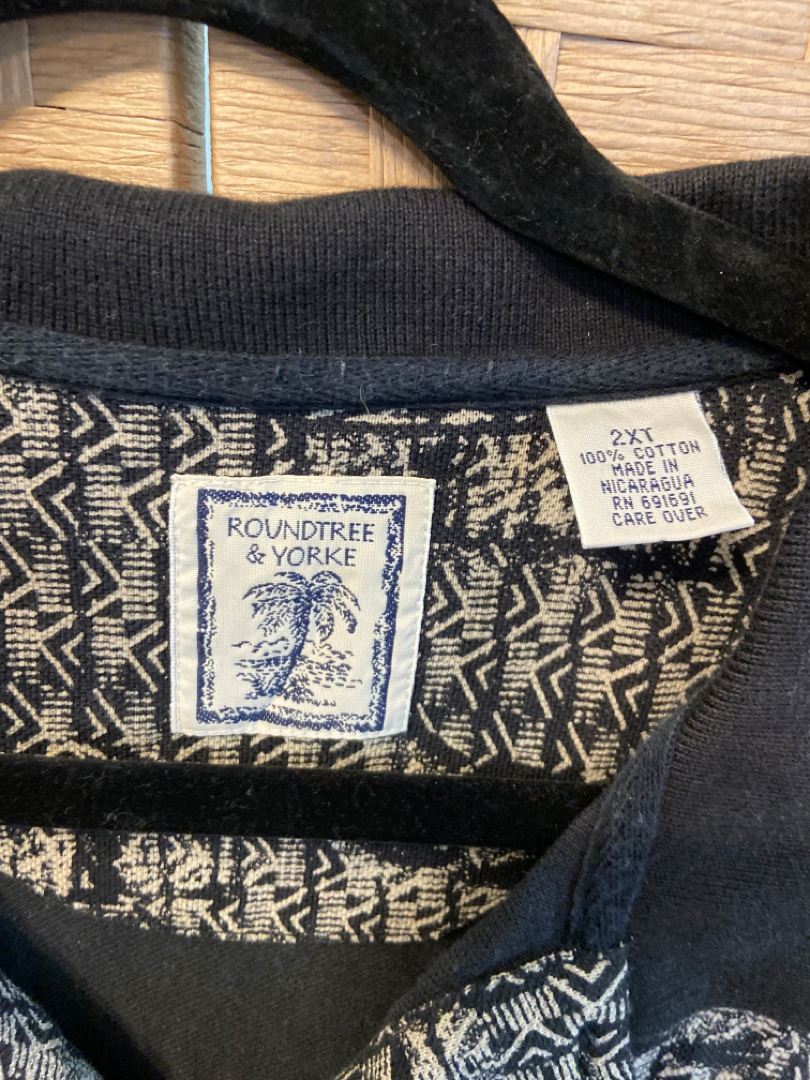 ROUNDTREE
& YORKE
2XT
100% COTTON
MADE IN
NICARAGUA
RN 691691
CARE OVER